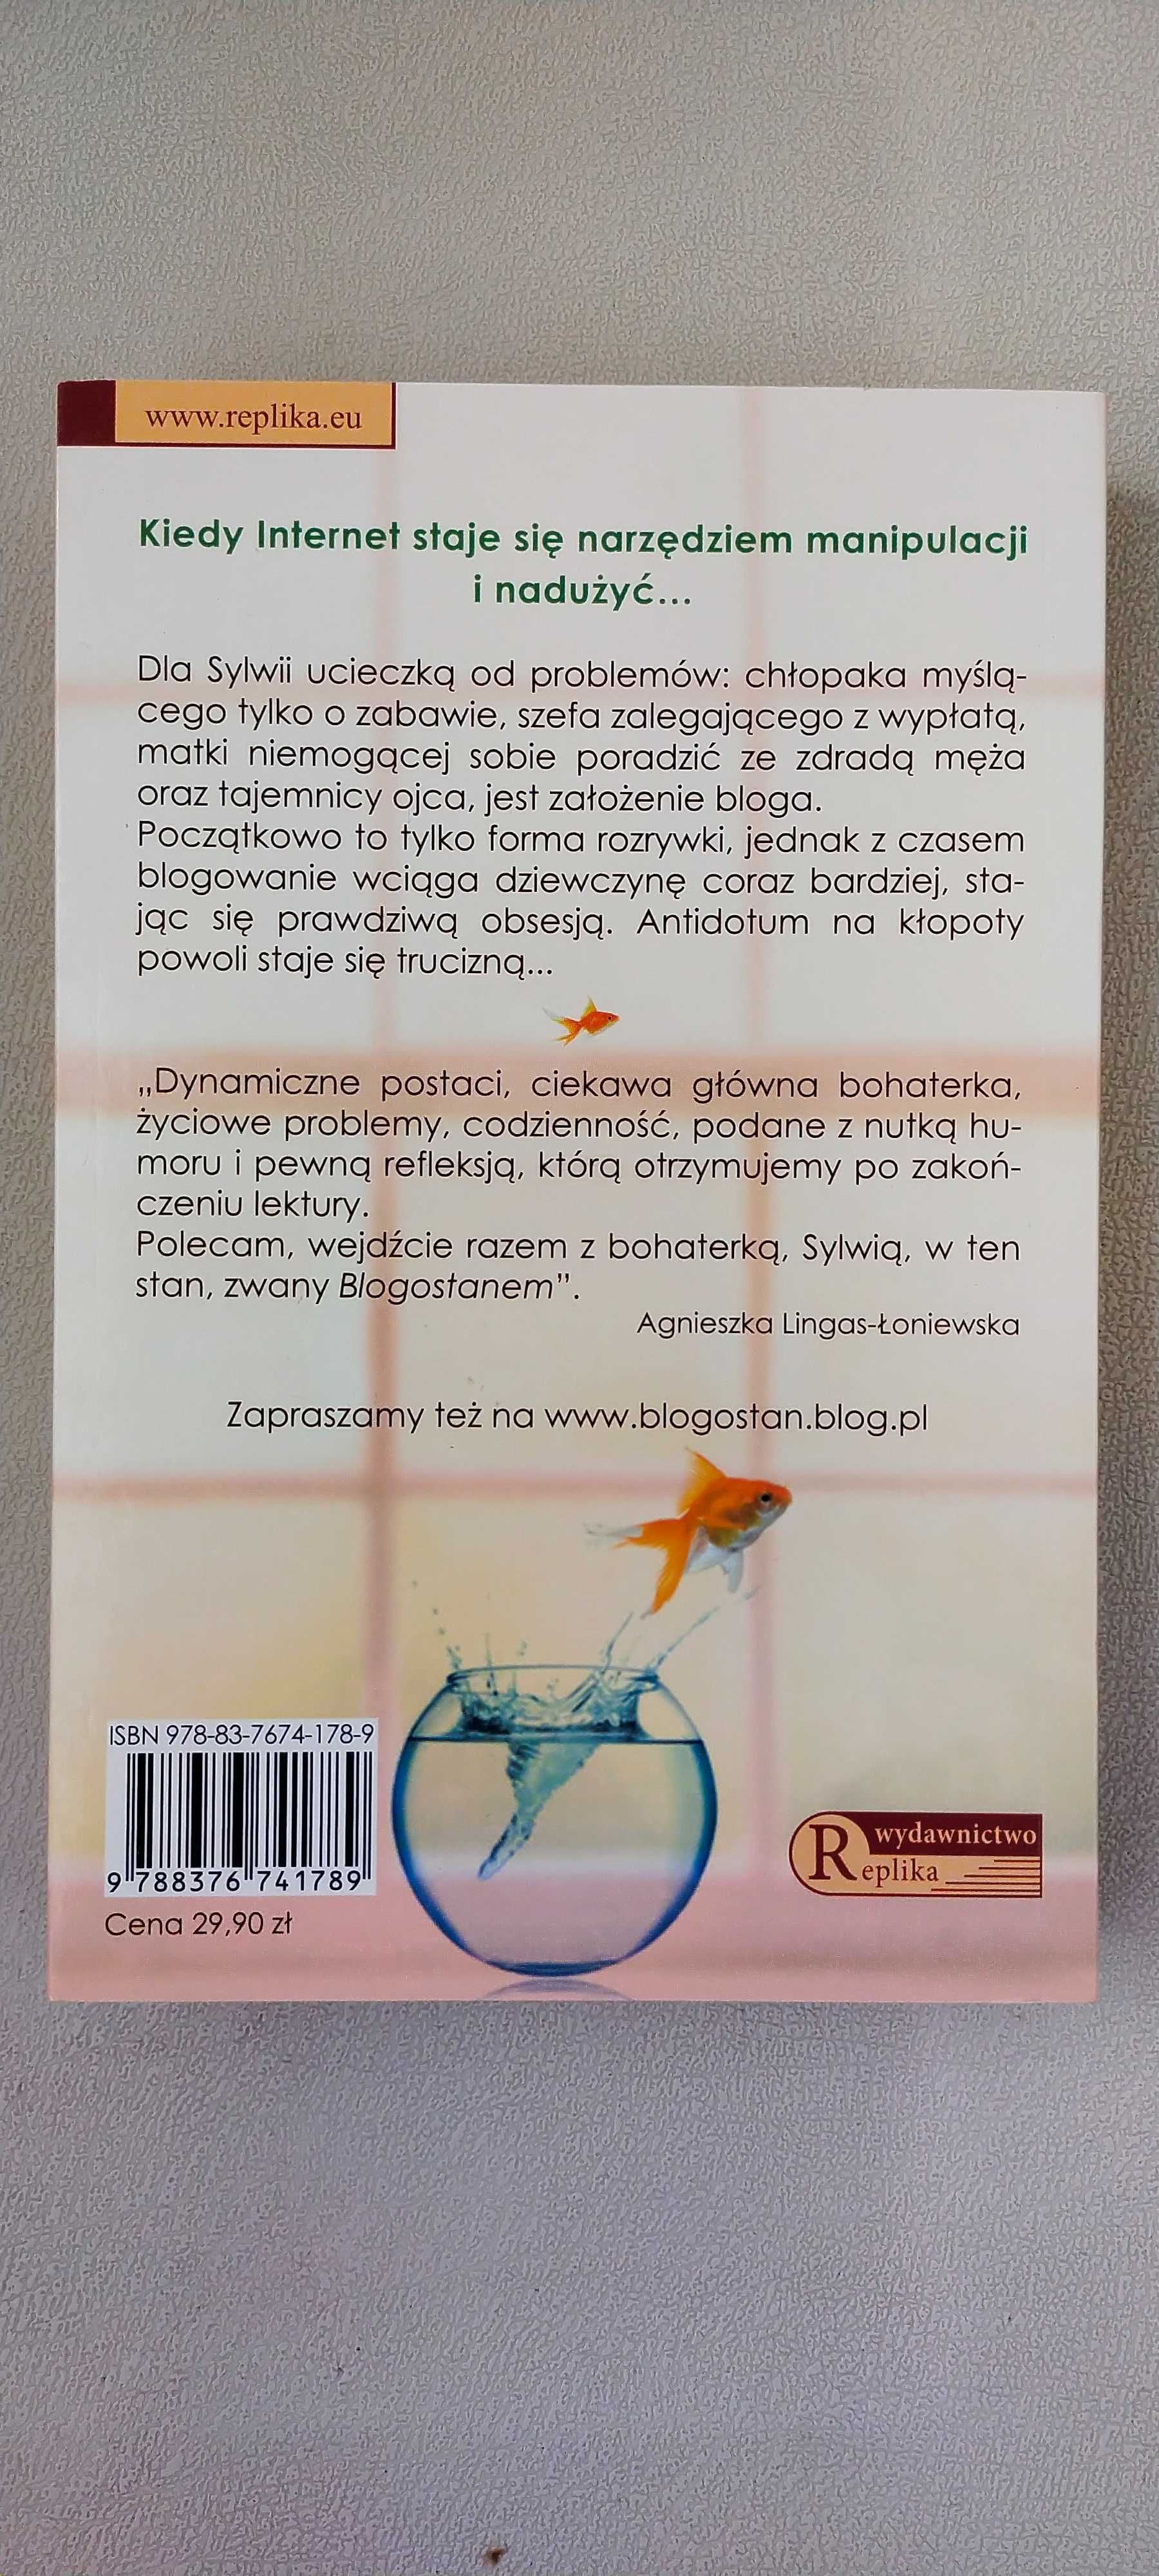 www.replika.eu
Kiedy Internet staje się narzędziem manipulacji
i nadużyć...
Dla Sylwii ucieczką od problemów: chłopaka myślą-
cego tylko o zabawie, szefa zalegającego z wypłatą,
matki niemogącej sobie poradzić ze zdradą męża
oraz tajemnicy ojca, jest założenie bloga.
Początkowo to tylko forma rozrywki, jednak z czasem
blogowanie wciąga dziewczynę coraz bardziej, sta-
jąc się prawdziwą obsesją. Antidotum na kłopoty
powoli staje się trucizną...
„Dynamiczne postaci, ciekawa główna bohaterka,
życiowe problemy, codzienność, podane z nutką hu-
moru i pewną refleksją, którą otrzymujemy po zakoń-
czeniu lektury.
Polecam, wejdźcie razem z bohaterką, Sylwią, w ten
stan, zwany Blogostanem”.
Agnieszka Lingas-Łoniewska
Zapraszamy też na www.blogostan.blog.pl
ISBN 978-83-7674-178-9
9 788376 741789
Cena 29,90 zł
wydawnictwo
Replika